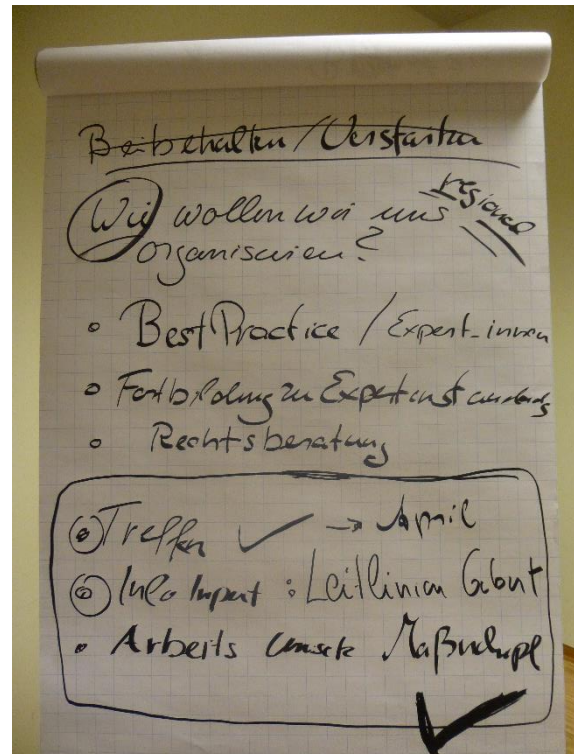 Beibehalten / Verstärken
Wie wollen wir uns regional
organisieren?
• Best Practice / Expert_innen
• Fortbildung zu Expertinstandards
• Rechtsberatung
• Treffen ✓ → April
• Info Input : Leitlinien Geburt
• Arbeits
✓